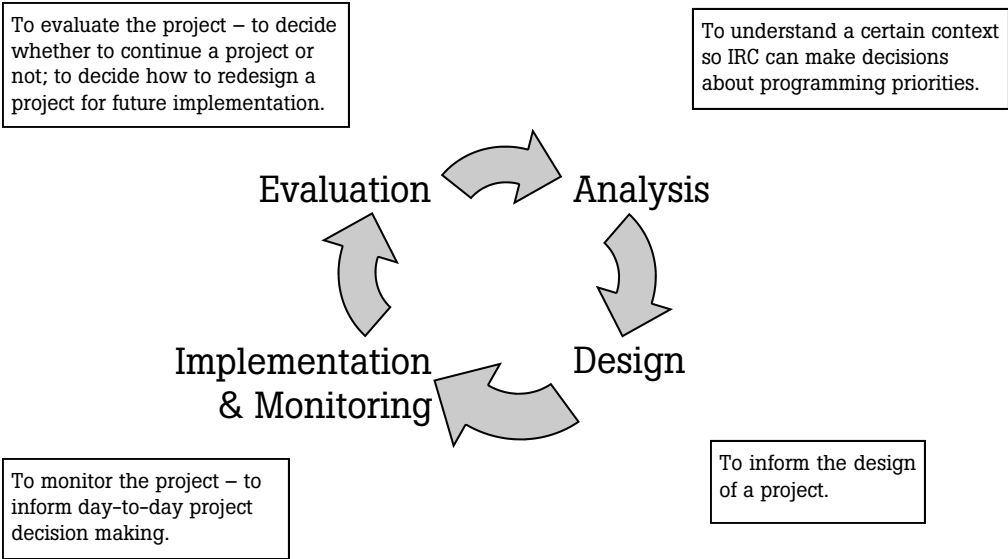 To evaluate the project – to decide
whether to continue a project or
not; to decide how to redesign a
project for future implementation.
To understand a certain context
so IRC can make decisions
about programming priorities.
Evaluation
Analysis
Implementation
& Monitoring
Design
To monitor the project – to
inform day-to-day project
decision making.
To inform the design
of a project.